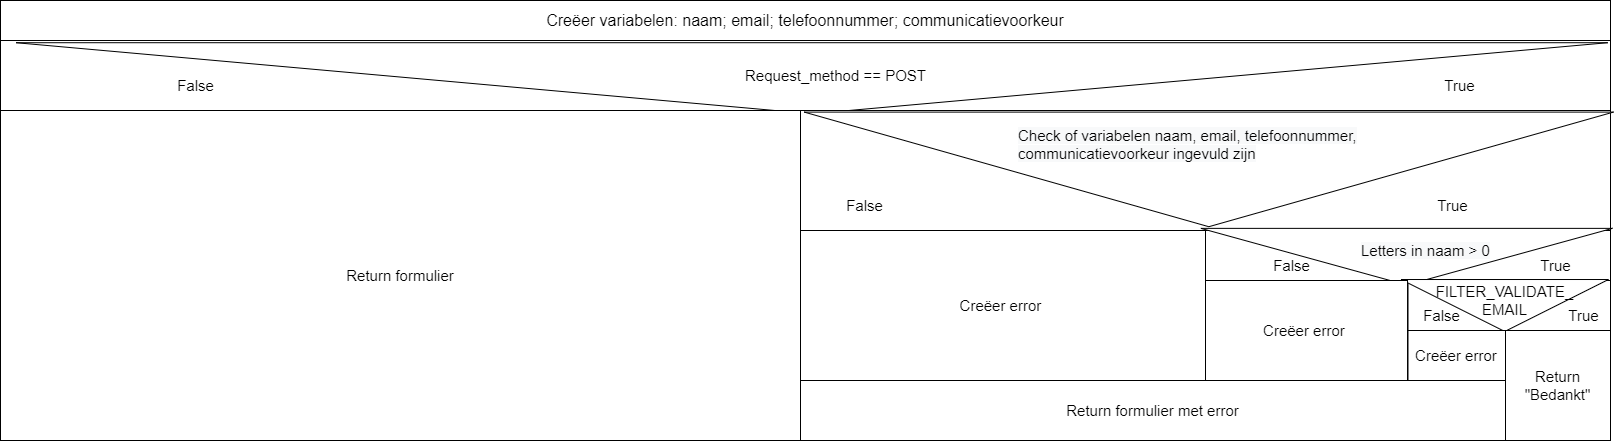 Creëer variabelen: naam; email; telefoonnummer; communicatievoorkeur
Request_method == POST
False
True
Check of variabelen naam, email, telefoonnummer,
communicatievoorkeur ingevuld zijn
False
True
Letters in naam > 0
False
True
Return formulier
FILTER_VALIDATE_
EMAIL
False
True
Creëer error
Creëer error
Creëer error
Return
"Bedankt"
Return formulier met error